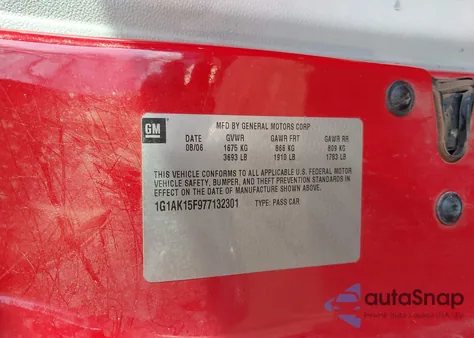 GM
MFD BY GENERAL MOTORS CORP
DATE GVWR GAWR FRT GAWR RR
08/06 1675 KG 866 KG 809 KG
3693 LB 1910 LB 1783 LB
THIS VEHICLE CONFORMS TO ALL APPLICABLE U.S. FEDERAL MOTOR
VEHICLE SAFETY, BUMPER, AND THEFT PREVENTION STANDARDS IN
EFFECT ON THE DATE OF MANUFACTURE SHOWN ABOVE.
1G1AK15F977132301 TYPE: PASS CAR
autoSnap